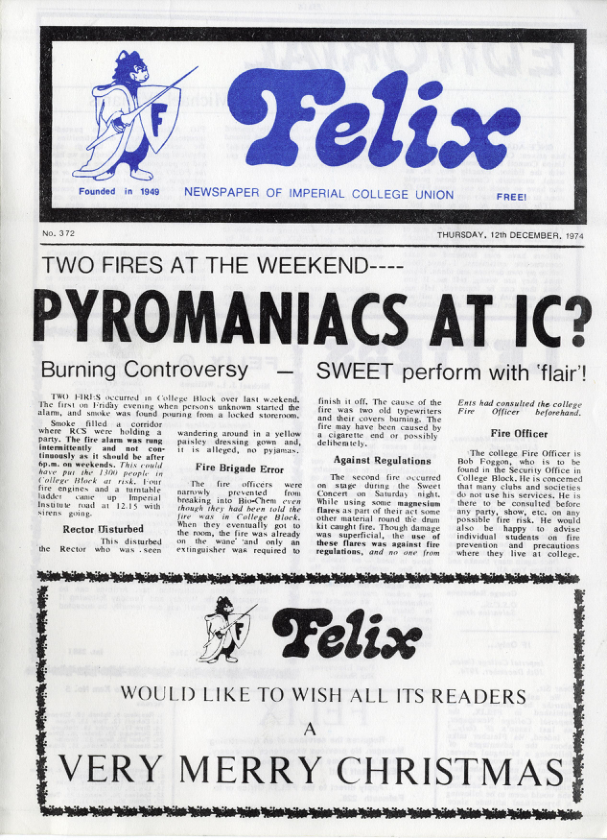 F
Felix
Founded in 1949
NEWSPAPER OF IMPERIAL COLLEGE UNION
FREE!
No. 372
THURSDAY, 12th DECEMBER, 1974
TWO FIRES AT THE WEEKEND----
PYROMANIACS AT IC?
Burning Controversy — SWEET perform with 'flair'!
TWO FIRES occurred in College Block over last weekend.
The first on Friday evening when persons unknown started the
alarm, and smoke was found pouring from a locked storeroom.
Smoke filled a corridor
where RCS were holding a
party. The fire alarm was rung
intermittently and not con-
tinuously as it should be after
6p.m. on weekends. This could
have put the 1300 people in
College Block at risk. Four
fire engines and a turntable
ladder came up Imperial
Institute road at 12.15 with
sirens going.
Rector Disturbed
This disturbed
the Rector who was seen
wandering around in a yellow
paisley dressing gown and,
it is alleged, no pyjamas.
Fire Brigade Error
The fire officers were
narrowly prevented from
breaking into Bio-Chem even
though they had been told the
fire was in College Block.
When they eventually got to
the room, the fire was already
on the wane and only an
extinguisher was required to
finish it off. The cause of the
fire was two old typewriters
and their covers burning. The
fire may have been caused by
a cigarette end or possibly
deliberately.
Against Regulations
The second fire occurred
on stage during the Sweet
Concert on Saturday night.
While using some magnesium
flares as part of their act some
other material round the drum
kit caught fire. Though damage
was superficial, the use of
these flares was against fire
regulations, and no one from
Ents had consulted the college
Fire Officer beforehand.
Fire Officer
The college Fire Officer is
Bob Foggon, who is to be
found in the Security Office in
College Block. He is concerned
that many clubs and societies
do not use his services. He is
there to be consulted before
any party, show, etc. on any
possible fire risk. He would
also be happy to advise
individual students on fire
prevention and precautions
where they live at college.
Felix
WOULD LIKE TO WISH ALL ITS READERS
A
VERY MERRY CHRISTMAS